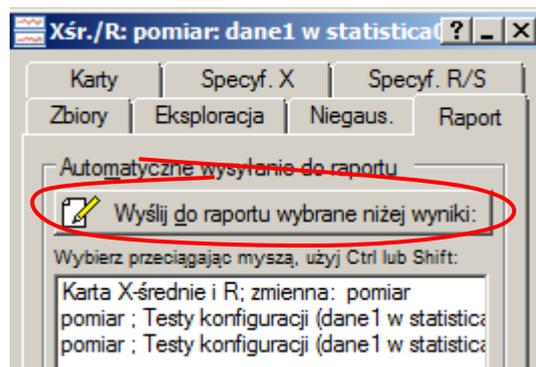 Xśr./R: pomiar: dane1 w statistica
Karty Specyf. X Specyf. R/S
Zbiory Eksploracja Niegaus. Raport
Automatyczne wysyłanie do raportu
Wyślij do raportu wybrane niżej wyniki:
Wybierz przeciągając myszą, użyj Ctrl lub Shift:
Karta X-średnie i R; zmienna: pomiar
pomiar ; Testy konfiguracji (dane1 w statistica
pomiar ; Testy konfiguracji (dane1 w statistica